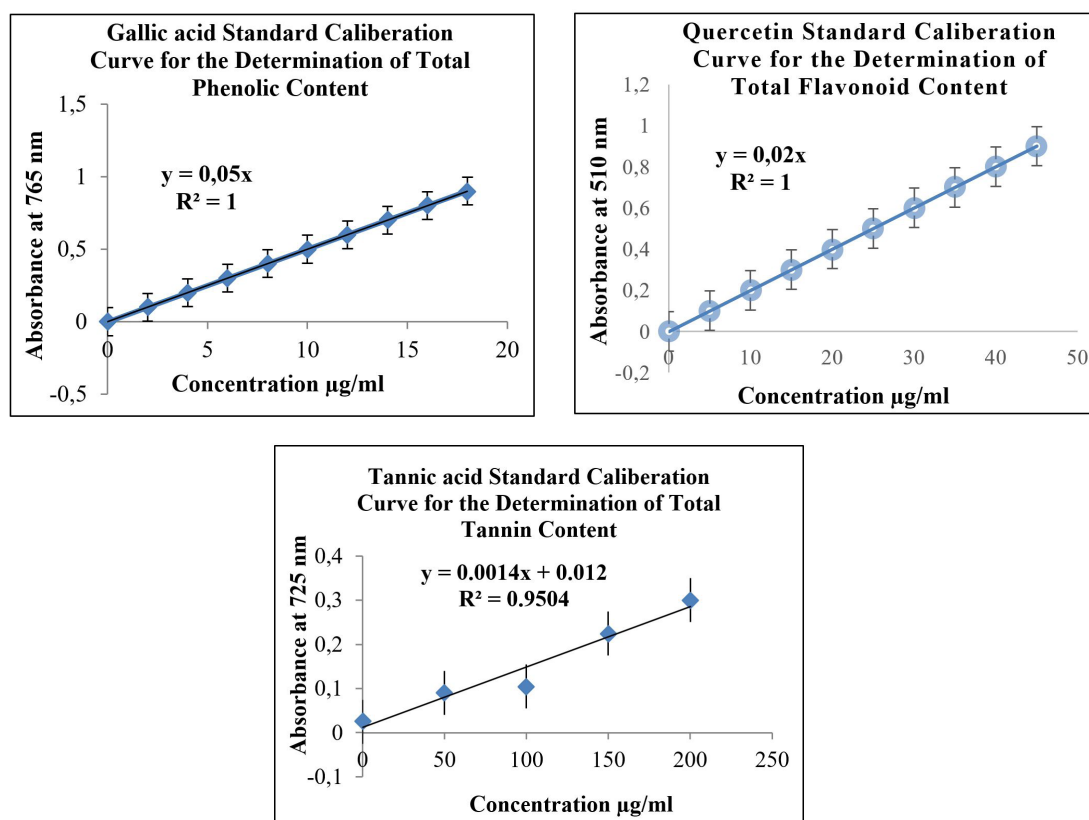 Gallic acid Standard Caliberation
Curve for the Determination of Total
Phenolic Content
1,5
1
0,5
0
-0,5
0
5
10
15
20
y = 0,05x
R² = 1
Absorbance at 765 nm
Concentration µg/ml
Quercetin Standard Caliberation
Curve for the Determination of
Total Flavonoid Content
1,2
1
0,8
0,6
0,4
0,2
0
-0,2
0
10
20
30
40
50
y = 0,02x
R² = 1
Absorbance at 510 nm
Concentration µg/ml
Tannic acid Standard Caliberation
Curve for the Determination of Total
Tannin Content
0,4
0,3
0,2
0,1
0
-0,1
0
50
100
150
200
250
y = 0.0014x + 0.012
R² = 0.9504
Absorbance at 725 nm
Concentration µg/ml